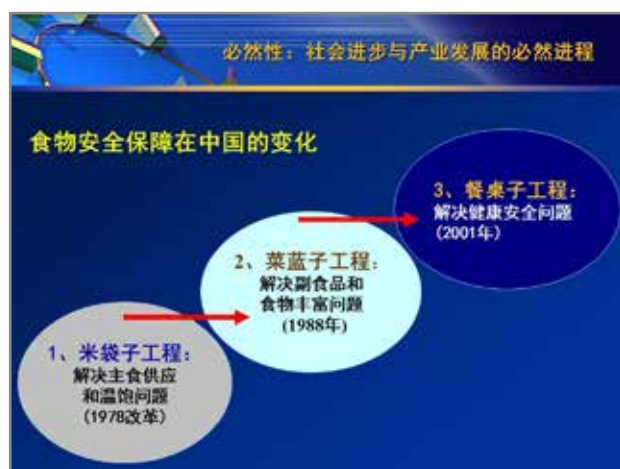 必然性：社会进步与产业发展的必然进程
食物安全保障在中国的变化
3、餐桌子工程：
解决健康安全问题
(2001年)
2、菜蓝子工程：
解决副食品和
食物丰富问题
(1988年)
1、米袋子工程：
解决主食供应
和温饱问题
(1978改革)